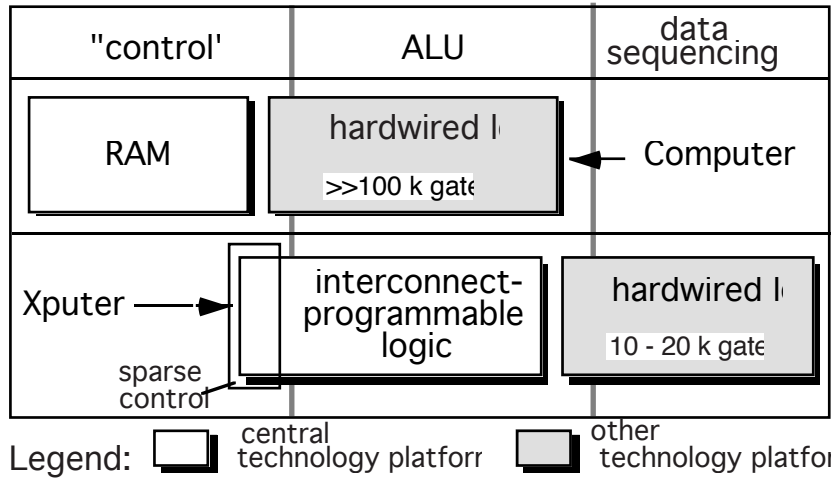 "control' ALU data
sequencing
RAM
hardwired l
>>100 k gate
Computer
Xputer
interconnect-
programmable
logic
hardwired l
10 - 20 k gate
sparse
control
Legend:
central
technology platforr
other
technology platfor